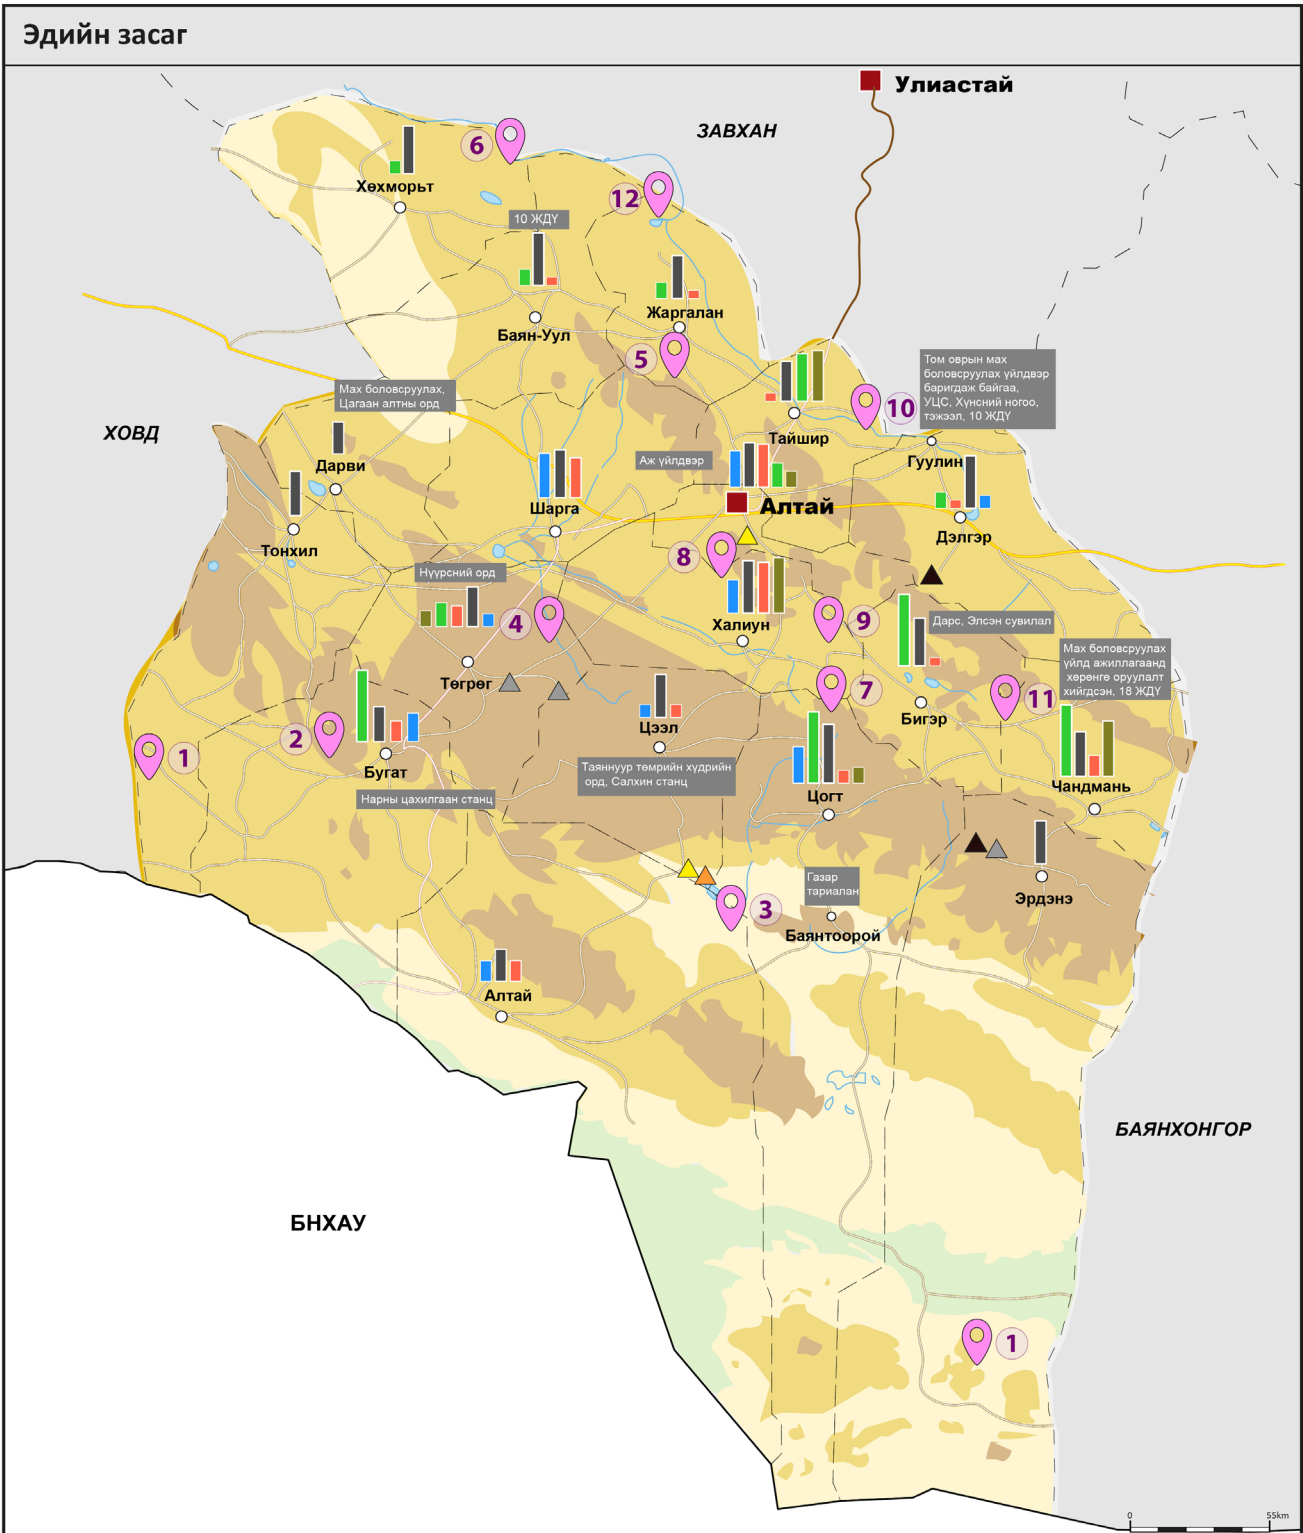 Эдийн засаг
Улиастай
ЗАВХАН
6
12
Хөхморьт
10 ЖДҮ
Жаргалан
Баян-Уул
5
Том оврын мах
боловсруулах үйлдвэр
баригдаж байгаа,
УЦС, Хүнсний ногоо,
тэжээл, 10 ЖДҮ
Мах боловсруулах,
Цагаан алтны орд
10
ХОВД
Тайшир
Гуулин
Аж үйлдвэр
Дарви
Шарга
Алтай
Дэлгэр
Тонхил
8
Нүүрсний орд
4
Халиун
9
Дарс, Элсэн сувилал
Мах боловсруулах
үйлд ажиллагаанд
хөрөнгө оруулалт
хийгдсэн, 18 ЖДҮ
Төгрөг
7
11
Бигэр
Цээл
2
1
Бугат
Таяннуур төмрийн хүдрийн
орд, Салхин станц
Чандмань
Цогт
Нарны цахилгаан станц
Газар
тариалан
Эрдэнэ
3
Баянтоорой
Алтай
БАЯНХОНГОР
БНХАУ
1
0 55km